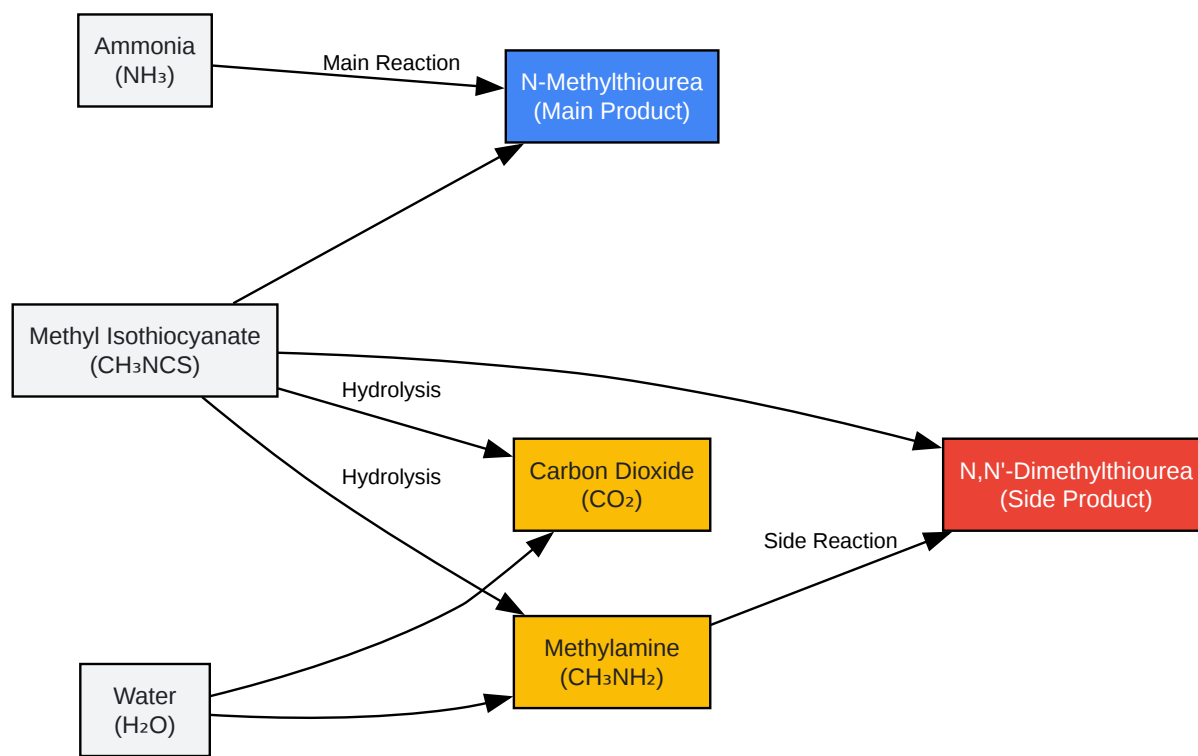 Ammonia
(NH₃)
Main Reaction
N-Methylthiourea
(Main Product)
Methyl Isothiocyanate
(CH₃NCS)
Hydrolysis
Hydrolysis
Carbon Dioxide
(CO₂)
N,N'-Dimethylthiourea
(Side Product)
Side Reaction
Methylamine
(CH₃NH₂)
Water
(H₂O)